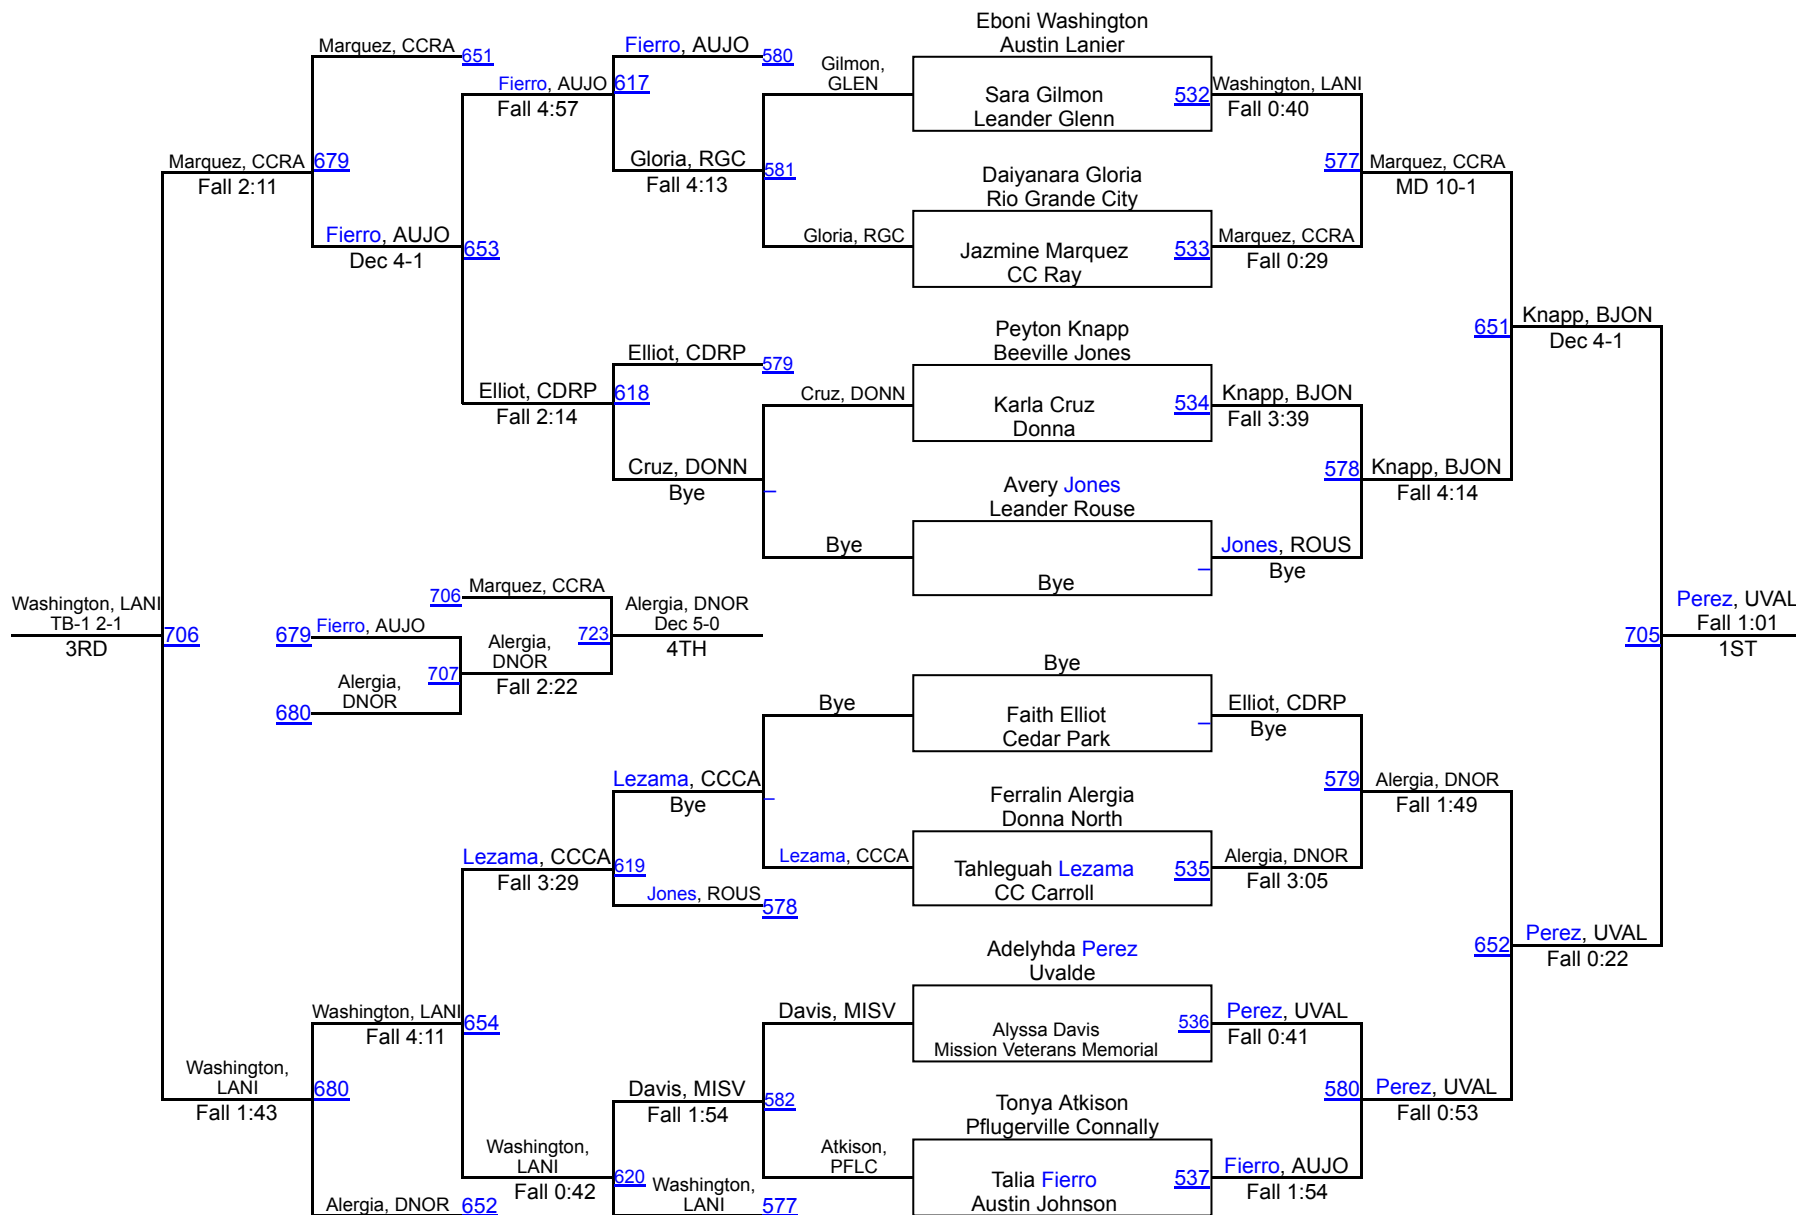 Eboni Washington
Austin Lanier
Marquez, CCRA
651
Fierro, AUJO
580
Gilmon,
GLEN
Fierro, AUJO
617
Fall 4:57
Sara Gilmon
Leander Glenn
532
Washington, LANI
Fall 0:40
Marquez, CCRA
679
Fall 2:11
Gloria, RGC
581
Fall 4:13
Daiyanara Gloria
Rio Grande City
577
Marquez, CCRA
MD 10-1
Fierro, AUJO
Dec 4-1
653
Gloria, RGC
Jazmine Marquez
CC Ray
533
Marquez, CCRA
Fall 0:29
Peyton Knapp
Beeville Jones
651
Knapp, BJON
Dec 4-1
Elliot, CDRP
579
Elliot, CDRP
618
Fall 2:14
Cruz, DONN
Karla Cruz
Donna
534
Knapp, BJON
Fall 3:39
Cruz, DONN
Bye
Avery Jones
Leander Rouse
578
Knapp, BJON
Fall 4:14
Bye
Bye
Jones, ROUS
Bye
Washington, LANI
TB-1 2-1
3RD
706
706
Marquez, CCRA
Alergia, DNOR
Dec 5-0
4TH
679
Fierro, AUJO
Alergia,
DNOR
Fall 2:22
723
707
680
Alergia,
DNOR
705
Perez, UVAL
Fall 1:01
1ST
Bye
Bye
Faith Elliot
Cedar Park
Elliot, CDRP
Bye
Lezama, CCCA
Bye
Ferralin Alergia
Donna North
579
Alergia, DNOR
Fall 1:49
Lezama, CCCA
Fall 3:29
619
Lezama, CCCA
Tahleguah Lezama
CC Carroll
535
Alergia, DNOR
Fall 3:05
Jones, ROUS
578
Adelyhda Perez
Uvalde
652
Perez, UVAL
Fall 0:22
Washington, LANI
Fall 4:11
654
Davis, MISV
Alyssa Davis
Mission Veterans Memorial
536
Perez, UVAL
Fall 0:41
Washington,
LANI
Fall 1:43
680
Davis, MISV
Fall 1:54
582
Tonya Atkison
Pflugerville Connally
580
Perez, UVAL
Fall 0:53
Washington,
LANI
Fall 0:42
620
Atkison,
PFLC
Talia Fierro
Austin Johnson
537
Fierro, AUJO
Fall 1:54
Alergia, DNOR
652
Washington,
LANI
577